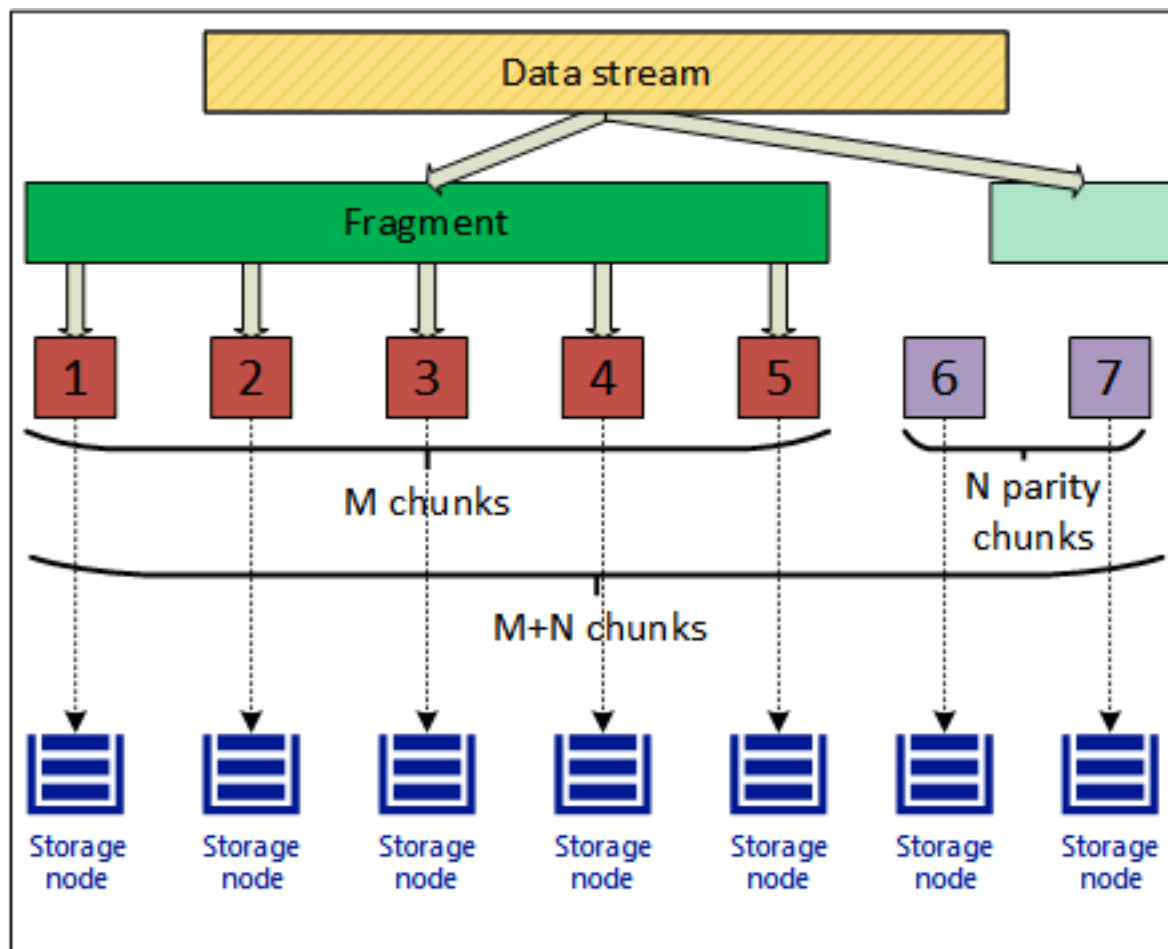 Data stream
Fragment
1 2 3 4 5 6 7
M chunks
N parity
chunks
M+N chunks
Storage Storage Storage Storage Storage Storage Storage
node node node node node node node